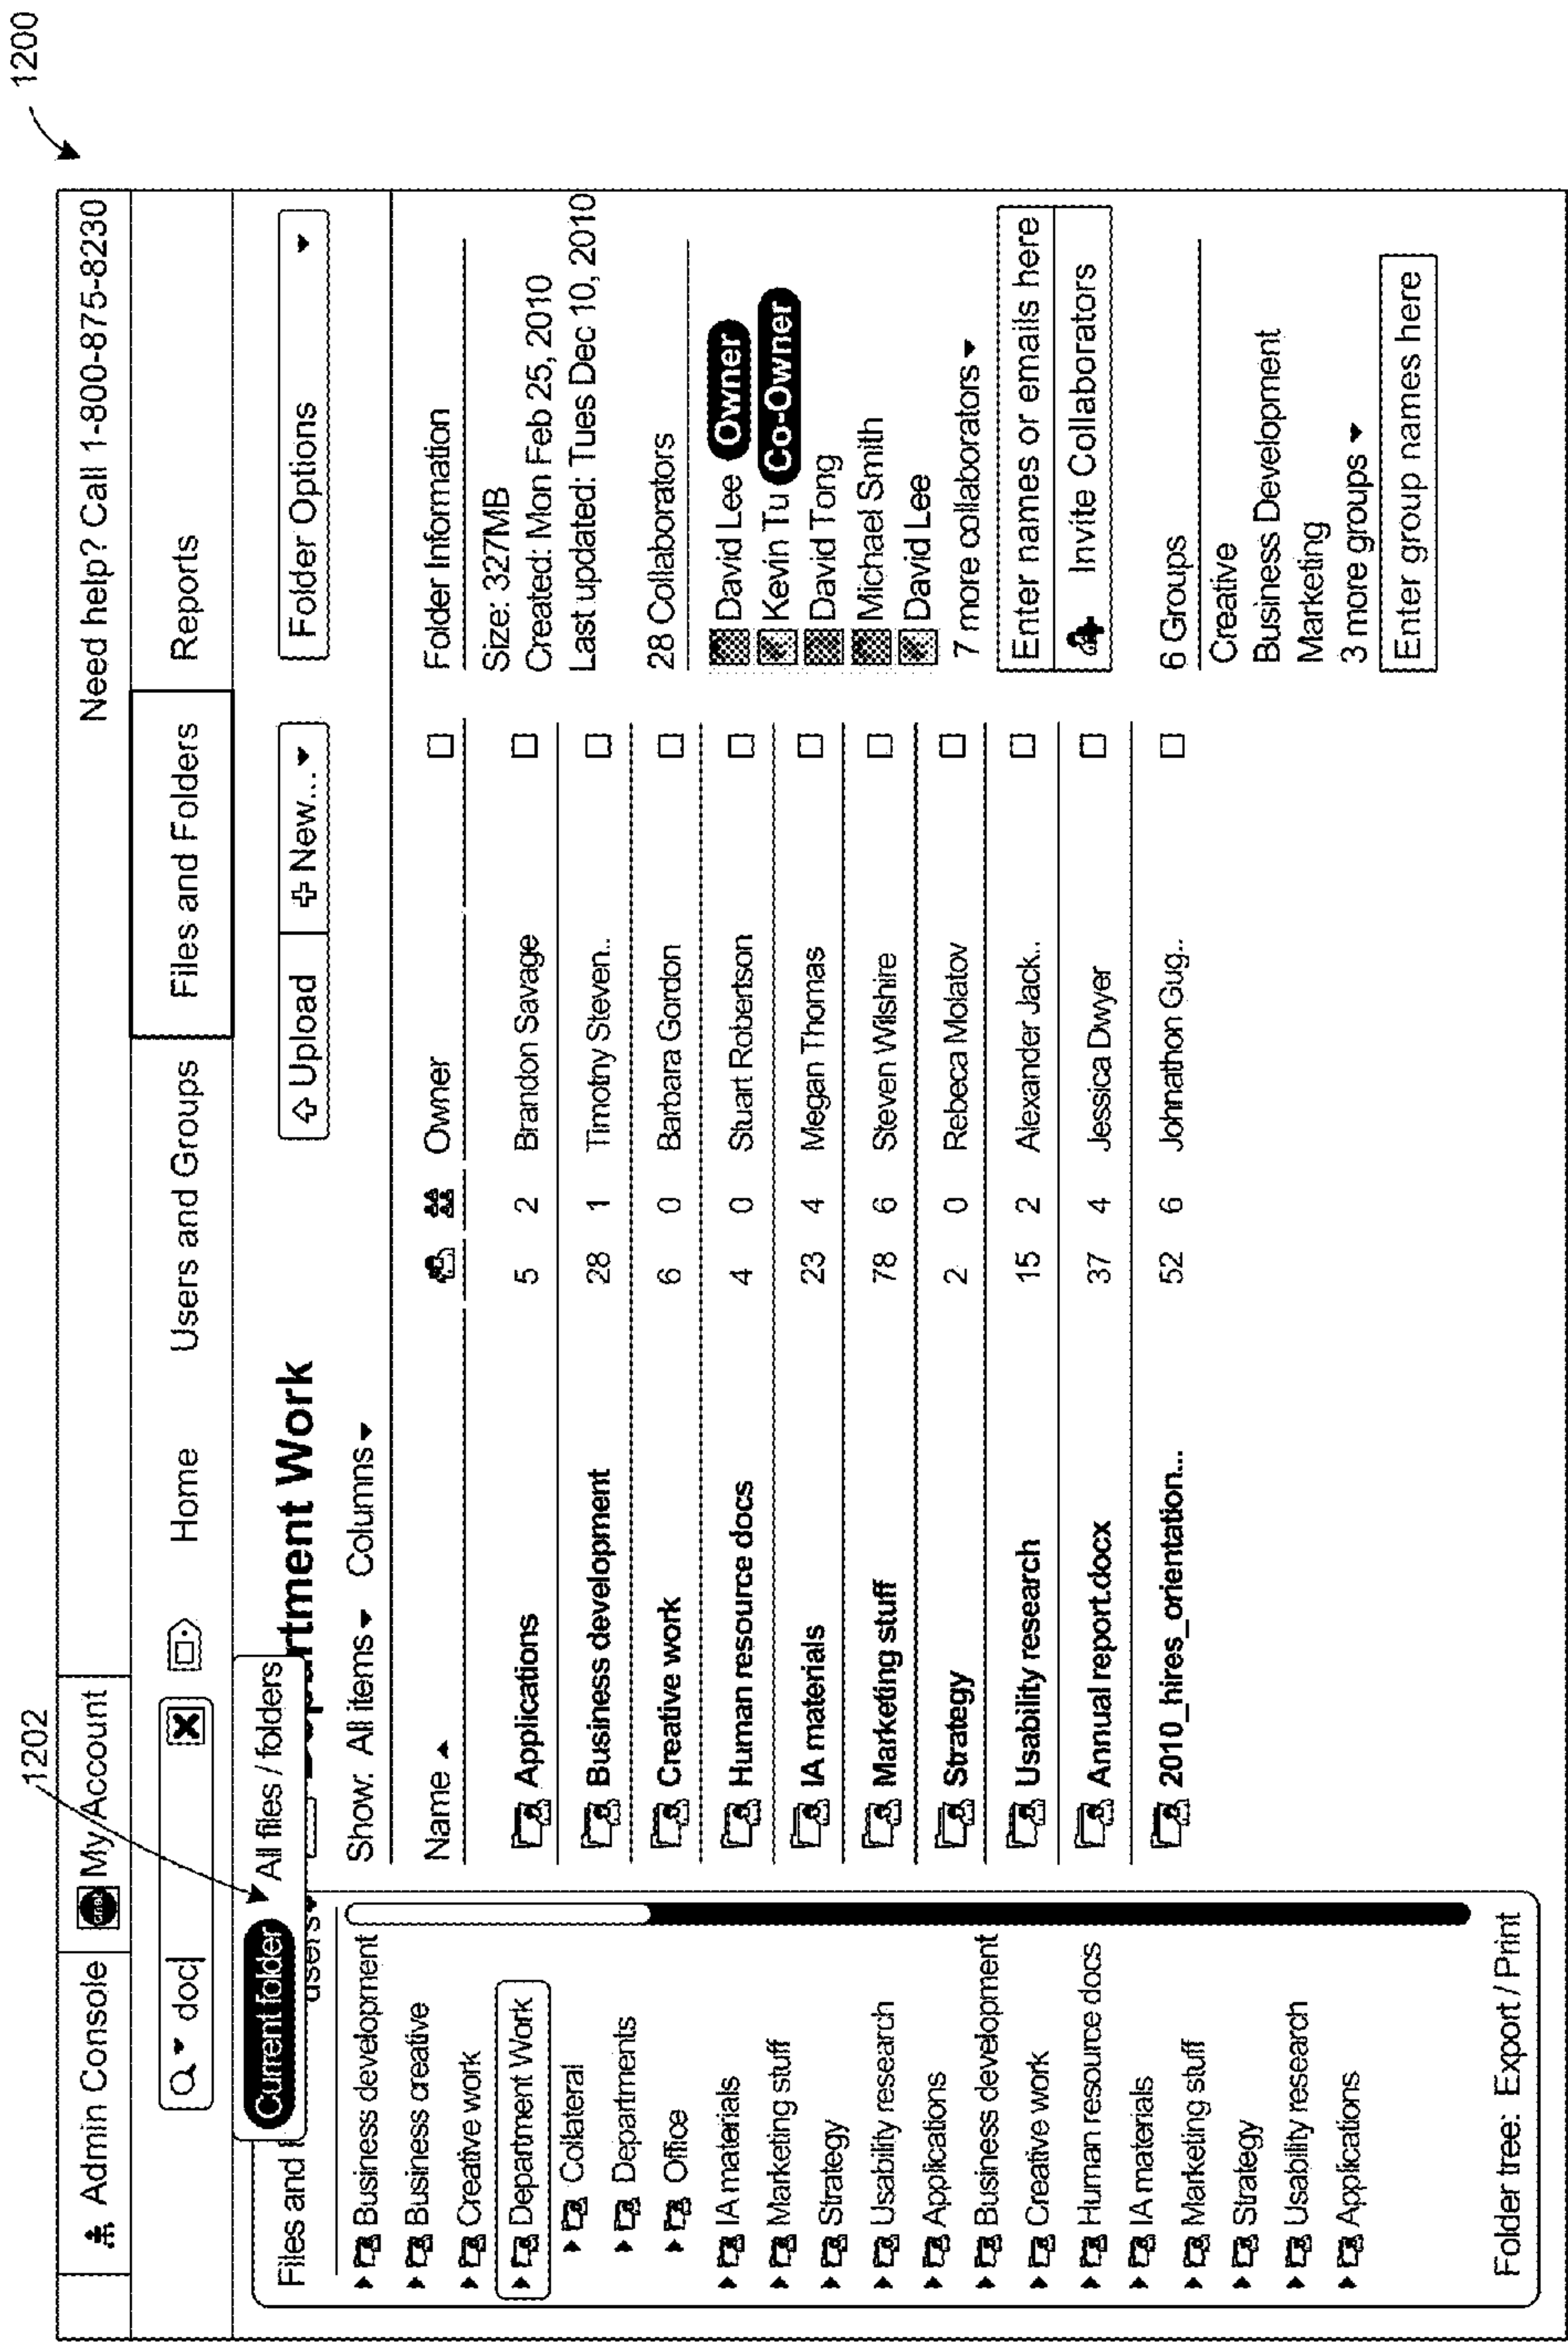 1200
1202
Admin Console
My Account
Need help? Call 1-800-875-8230
doc
Home
Users and Groups
Files and Folders
Reports
Current folder
All files / folders
Files and
users
Department Work
Upload
New...
Folder Options
Show: All items Columns
Business development
Business creative
Creative work
Department Work
Collateral
Departments
Office
IA materials
Marketing stuff
Strategy
Usability research
Applications
Business development
Creative work
Human resource docs
IA materials
Marketing stuff
Strategy
Usability research
Applications
Folder tree: Export / Print
Name Owner
Applications 5 2 Brandon Savage
Business development 28 1 Timothy Steven..
Creative work 6 0 Barbara Gordon
Human resource docs 4 0 Stuart Robertson
IA materials 23 4 Megan Thomas
Marketing stuff 78 6 Steven Wilshire
Strategy 2 0 Rebeca Molatov
Usability research 15 2 Alexander Jack..
Annual report.docx 37 4 Jessica Dwyer
2010_hires_orientation... 52 6 Johnathon Gug..
Folder Information
Size: 327MB
Created: Mon Feb 25, 2010
Last updated: Tues Dec 10, 2010
28 Collaborators
David Lee Owner
Kevin Tu Co-Owner
David Tong
Michael Smith
David Lee
7 more collaborators
Enter names or emails here
Invite Collaborators
6 Groups
Creative
Business Development
Marketing
3 more groups
Enter group names here